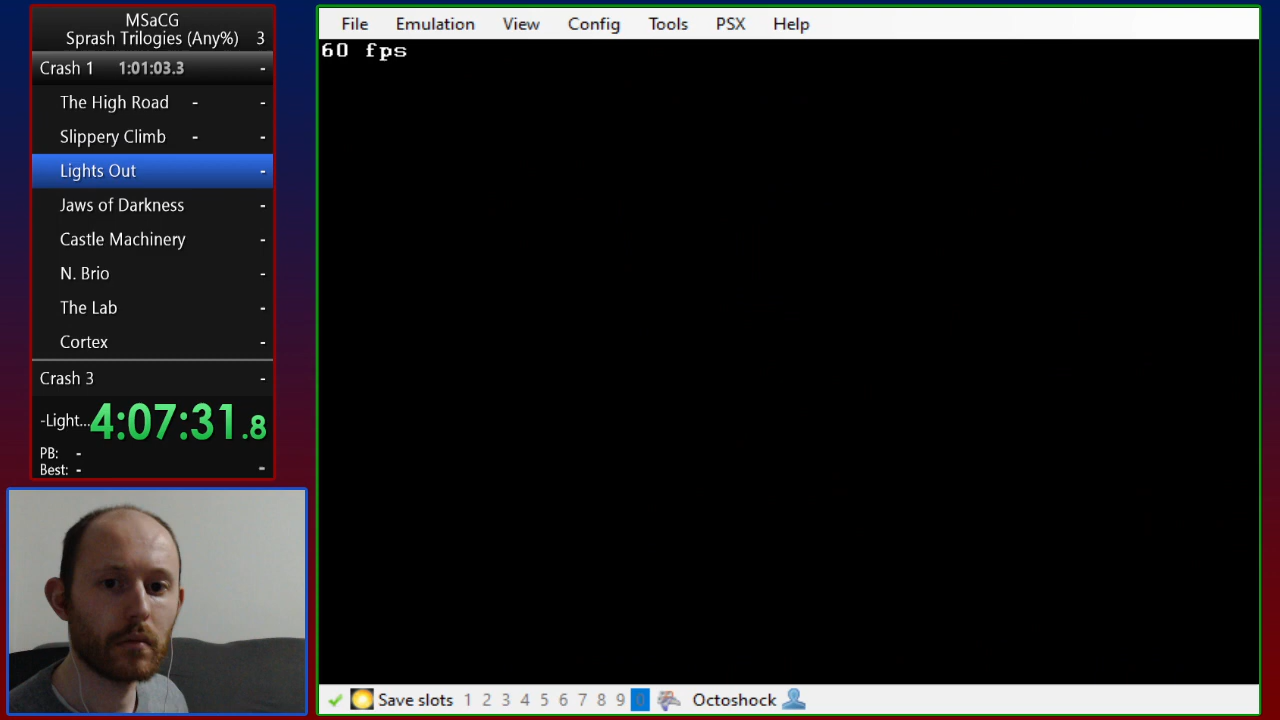 MSaCG
Sprash Trilogies (Any%) 3
Crash 1 1:01:03.3 -
The High Road - -
Slippery Climb - -
Lights Out -
Jaws of Darkness -
Castle Machinery -
N. Brio -
The Lab -
Cortex -
Crash 3 -
-Light... 4:07:31.8
PB: -
Best: - -
File Emulation View Config Tools PSX Help
60 fps
Save slots 1 2 3 4 5 6 7 8 9 0 Octoshock